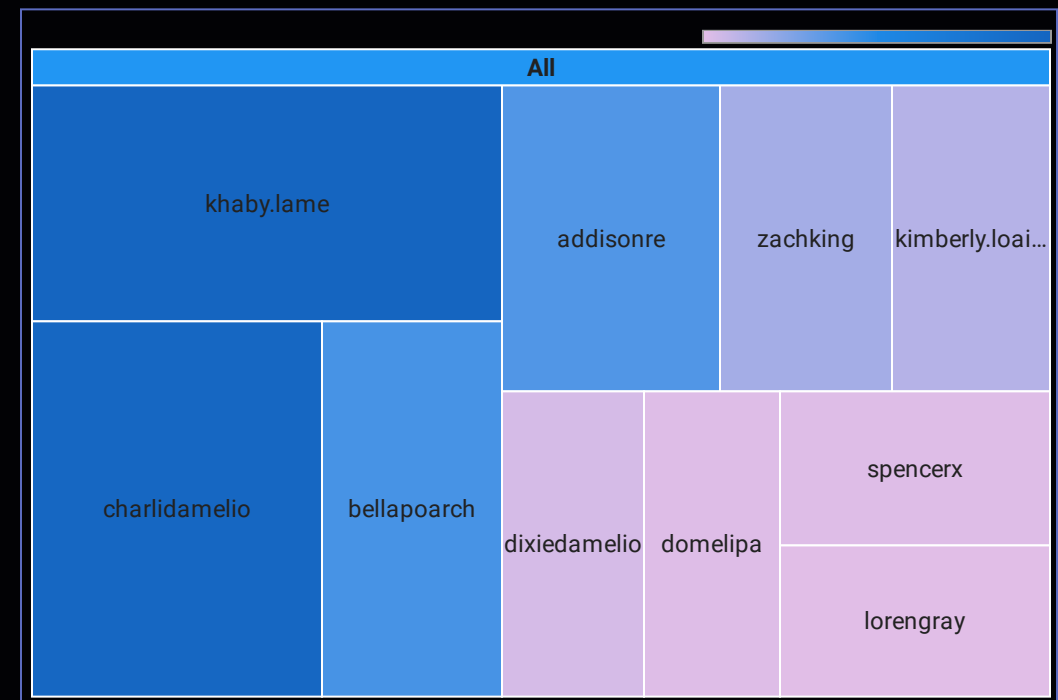 All
khaby.lame
addisonre
zachking
kimberly.loai...
charlidamelio
bellapoarch
dixiedamelio
domelipa
spencerx
lorengray